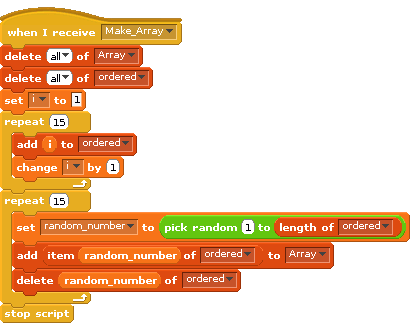 when I receive Make_Array
delete all of Array
delete all of ordered
set i to 1
repeat 15
add i to ordered
change i by 1
repeat 15
set random_number to pick random 1 to length of ordered
add item random_number of ordered to Array
delete random_number of ordered
stop script